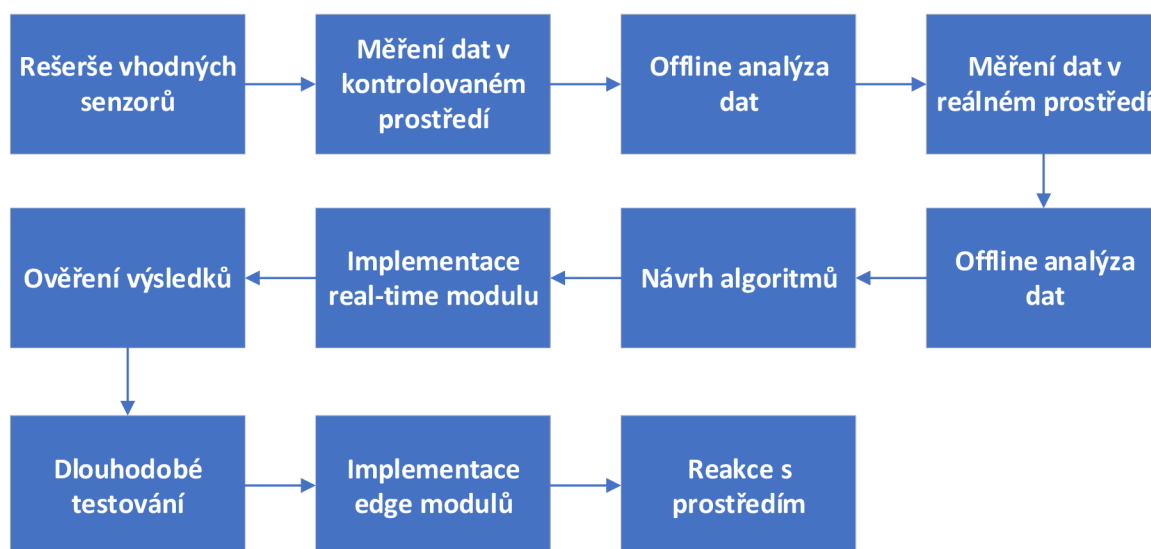 Rešerše vhodných
senzorů
Měření dat v
kontrolovaném
prostředí
Offline analýza
dat
Měření dat v
reálném prostředí
Offline analýza
dat
Návrh algoritmů
Implementace
real-time modulu
Ověření výsledků
Dlouhodobé
testování
Implementace
edge modulů
Reakce s
prostředím